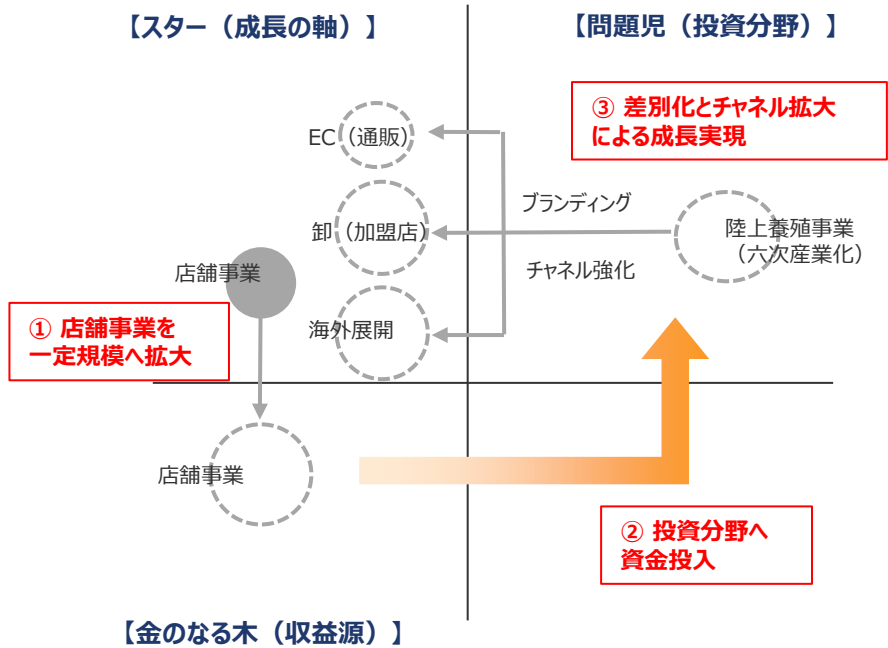 【スター（成長の軸）】
【問題児（投資分野）】
③ 差別化とチャネル拡大
による成長実現
EC（通販）
ブランディング
卸（加盟店）
陸上養殖事業
（六次産業化）
店舗事業
チャネル強化
海外展開
① 店舗事業を
一定規模へ拡大
店舗事業
② 投資分野へ
資金投入
【金のなる木（収益源）】